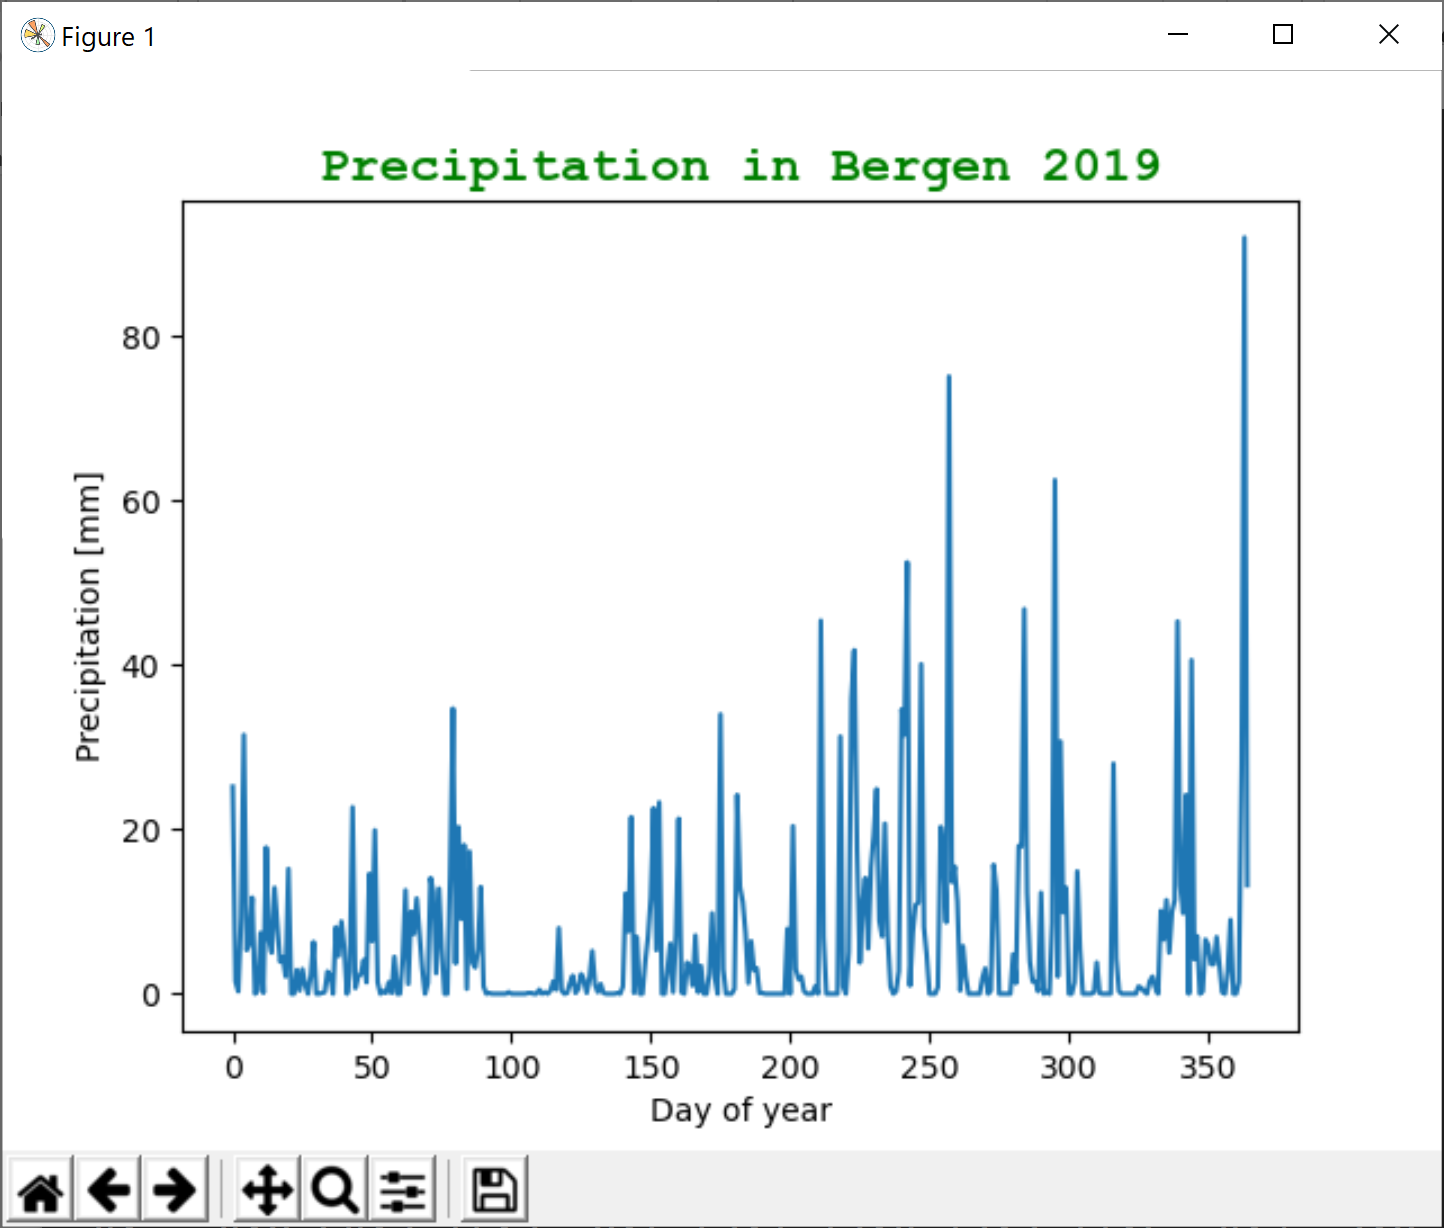 Figure 1
Precipitation in Bergen 2019
80
60
40
20
0
Precipitation [mm]
0 50 100 150 200 250 300 350
Day of year